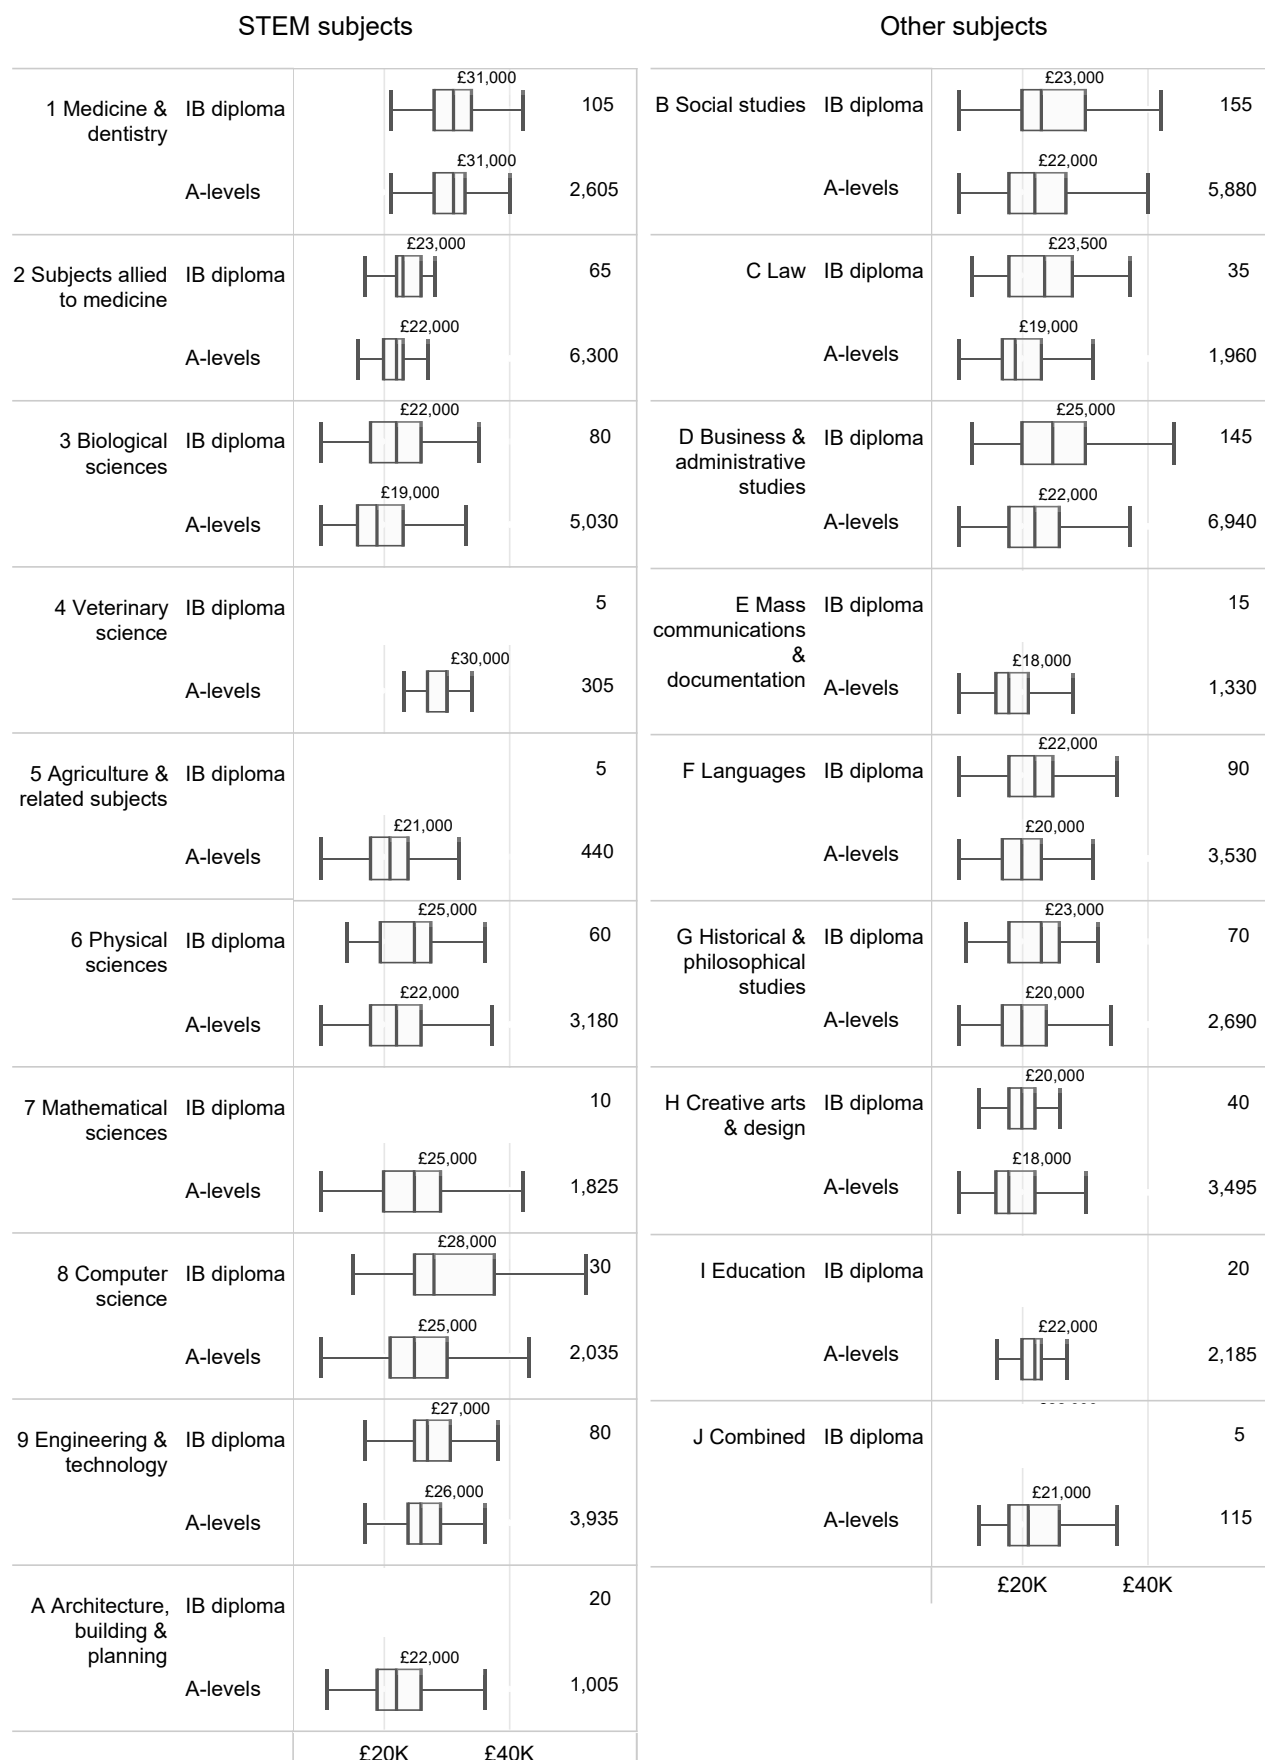 STEM subjects
£31,000
1 Medicine & IB diploma 105
dentistry
£31,000
A-levels 2,605
£23,000
2 Subjects allied IB diploma 65
to medicine
£22,000
A-levels 6,300
£22,000
3 Biological IB diploma 80
sciences
£19,000
A-levels 5,030
4 Veterinary IB diploma 5
science
£30,000
A-levels 305
5 Agriculture & IB diploma 5
related subjects
£21,000
A-levels 440
£25,000
6 Physical IB diploma 60
sciences
£22,000
A-levels 3,180
7 Mathematical IB diploma 10
sciences
£25,000
A-levels 1,825
£28,000
8 Computer IB diploma 30
science
£25,000
A-levels 2,035
£27,000
9 Engineering & IB diploma 80
technology
£26,000
A-levels 3,935
A Architecture, IB diploma 20
building &
planning
£22,000
A-levels 1,005
£20K £40K
Other subjects
£23,000
B Social studies IB diploma 155
£22,000
A-levels 5,880
£23,500
C Law IB diploma 35
£19,000
A-levels 1,960
£25,000
D Business & IB diploma 145
administrative
studies
£22,000
A-levels 6,940
E Mass IB diploma 15
communications
&
documentation
£18,000
A-levels 1,330
£22,000
F Languages IB diploma 90
£20,000
A-levels 3,530
£23,000
G Historical & IB diploma 70
philosophical
studies
£20,000
A-levels 2,690
£20,000
H Creative arts IB diploma 40
& design
£18,000
A-levels 3,495
I Education IB diploma 20
£22,000
A-levels 2,185
J Combined IB diploma 5
£21,000
A-levels 115
£20K £40K